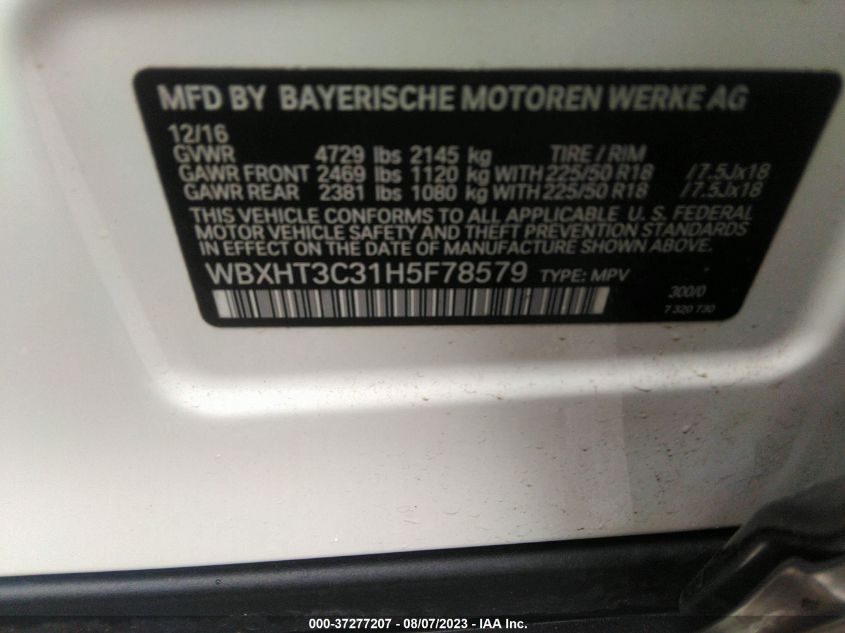 MFD BY BAYERISCHE MOTOREN WERKE AG
12/16
GVWR 4729 lbs 2145 kg TIRE / RIM
GAWR FRONT 2469 lbs 1120 kg WITH 225/50 R18 / 7.5Jx18
GAWR REAR 2381 lbs 1080 kg WITH 225/50 R18 / 7.5Jx18
THIS VEHICLE CONFORMS TO ALL APPLICABLE U. S. FEDERAL
MOTOR VEHICLE SAFETY AND THEFT PREVENTION STANDARDS
IN EFFECT ON THE DATE OF MANUFACTURE SHOWN ABOVE.
WBXHT3C31H5F78579 TYPE: MPV
300/0
7 320 730
000-37277207 - 08/07/2023 - IAA Inc.